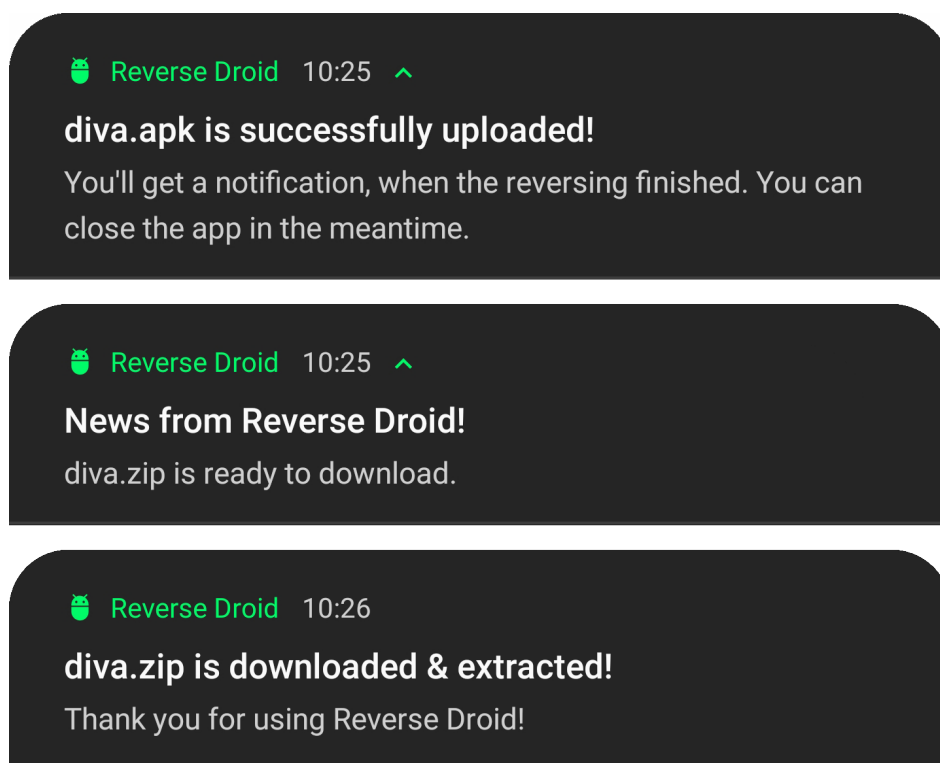 Reverse Droid 10:25
diva.apk is successfully uploaded!
You'll get a notification, when the reversing finished. You can
close the app in the meantime.
Reverse Droid 10:25
News from Reverse Droid!
diva.zip is ready to download.
Reverse Droid 10:26
diva.zip is downloaded & extracted!
Thank you for using Reverse Droid!